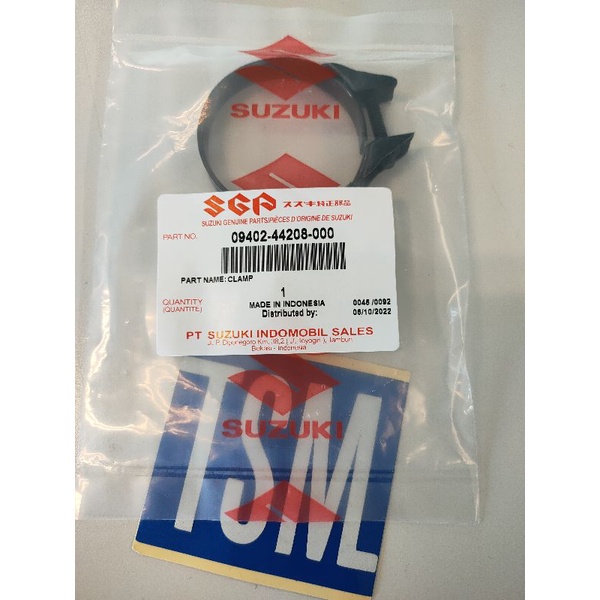 SUZUKI
SGP スズキ純正部品
SUZUKI GENUINE PARTS/PIÈCES D'ORIGINE DE SUZUKI
PART NO. 09402-44208-000
PART NAME: CLAMP
QUANTITY 1 MADE IN INDONESIA 0045 /0092
(QUANTITE) Distributed by: 05/10/2022
PT SUZUKI INDOMOBIL SALES
Bekasi - Indonesia
SUZUKI
TSM